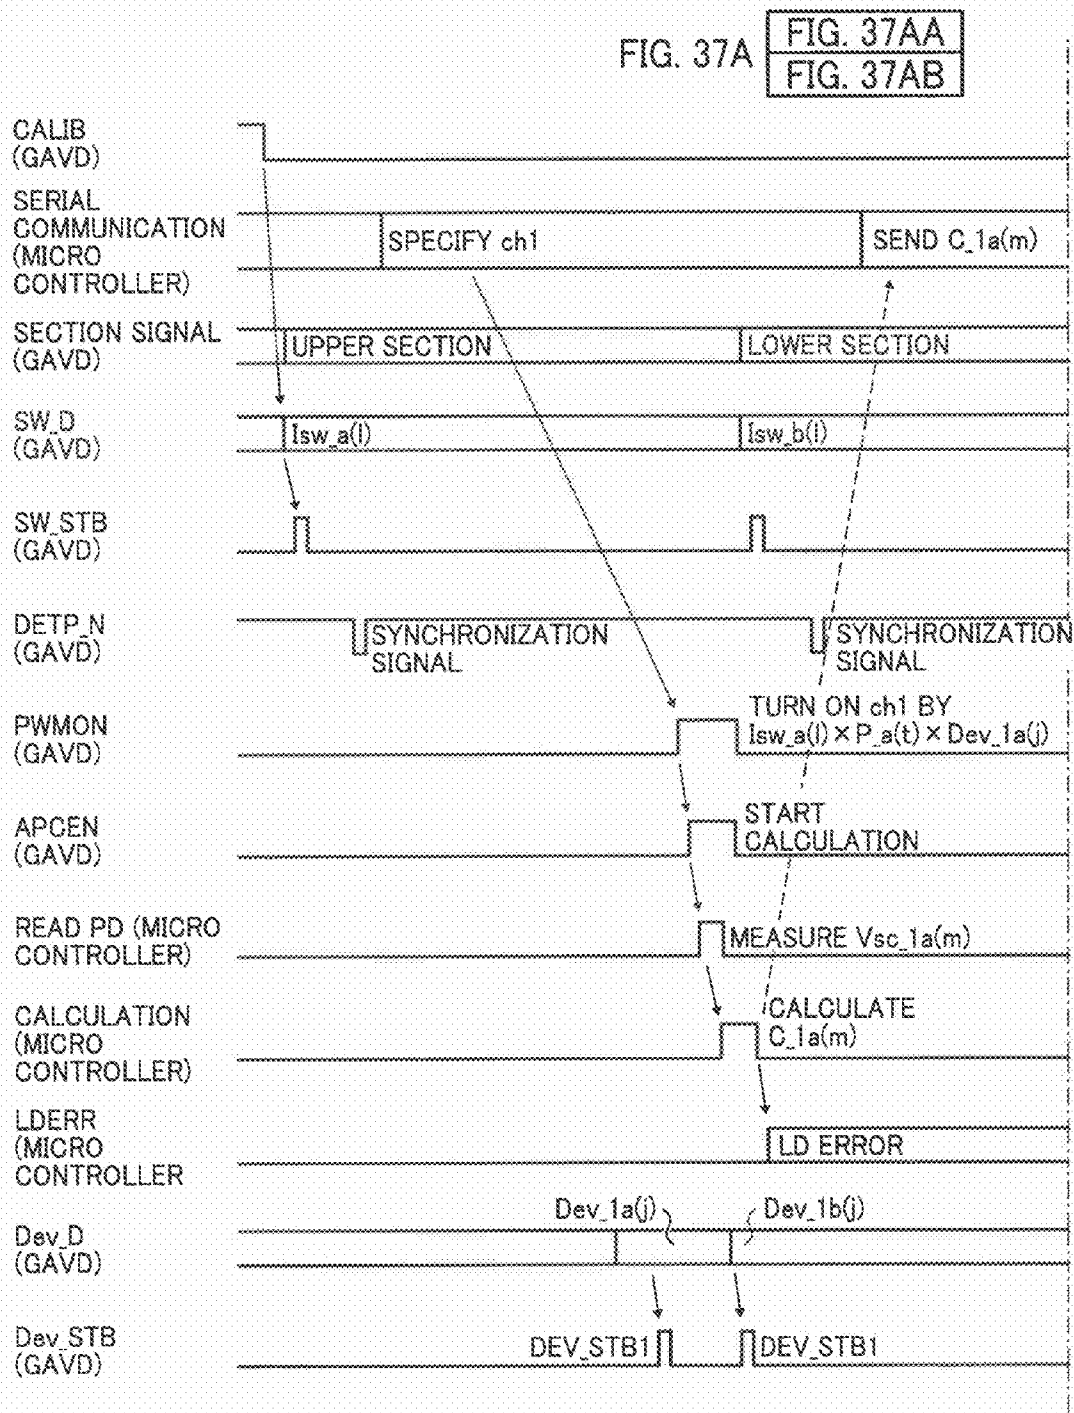 FIG. 37A
FIG. 37AA
FIG. 37AB
CALIB
(GAVD)
SERIAL
COMMUNICATION
(MICRO
CONTROLLER)
SPECIFY ch1
SEND C_1a(m)
SECTION SIGNAL
(GAVD)
UPPER SECTION
LOWER SECTION
SW_D
(GAVD)
Isw_a(l)
Isw_b(l)
SW_STB
(GAVD)
DETP_N
(GAVD)
SYNCHRONIZATION
SIGNAL
SYNCHRONIZATION
SIGNAL
PWMON
(GAVD)
TURN ON ch1 BY
Isw_a(l)×P_a(t)×Dev_1a(j)
APCEN
(GAVD)
START
CALCULATION
READ PD (MICRO
CONTROLLER)
MEASURE Vsc_1a(m)
CALCULATION
(MICRO
CONTROLLER)
CALCULATE
C_1a(m)
LDERR
(MICRO
CONTROLLER
LD ERROR
Dev_D
(GAVD)
Dev_1a(j)
Dev_1b(j)
Dev_STB
(GAVD)
DEV_STB1
DEV_STB1